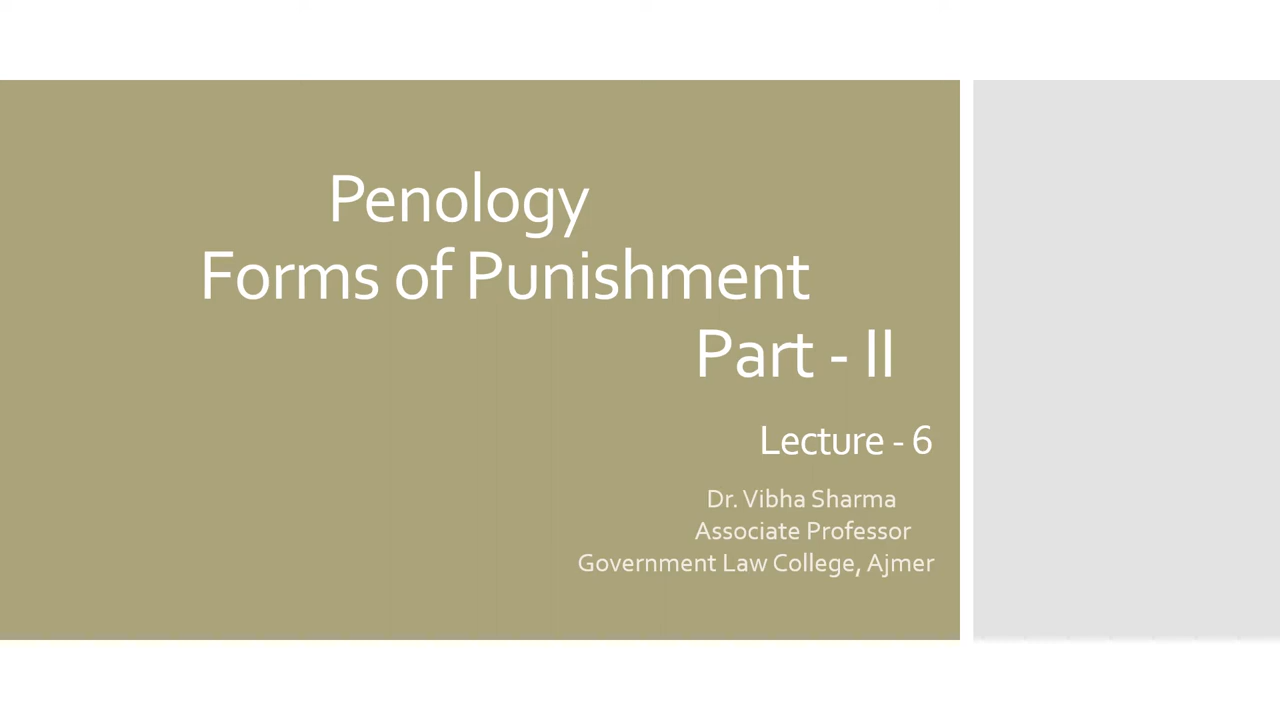 Penology
Forms of Punishment
Part - II
Lecture - 6
Dr. Vibha Sharma
Associate Professor
Government Law College, Ajmer